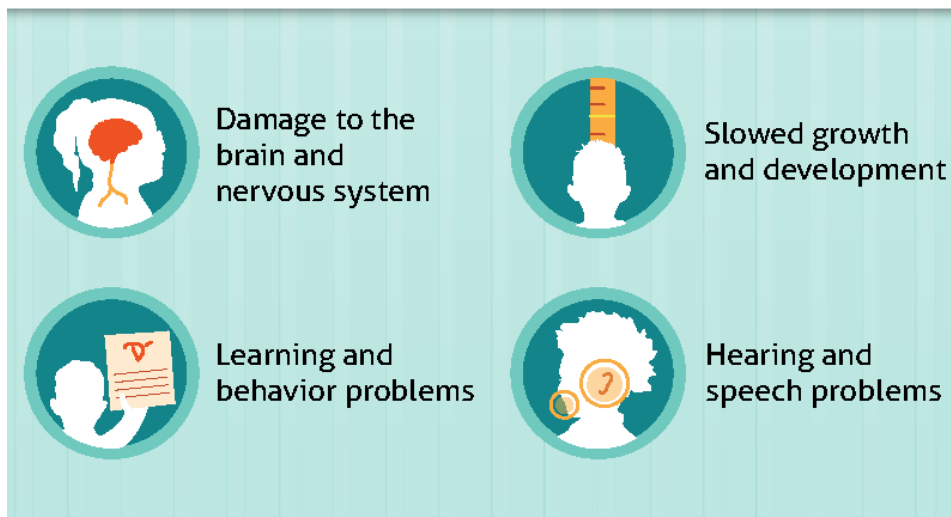 Damage to the
brain and
nervous system
Slowed growth
and development
Learning and
behavior problems
Hearing and
speech problems